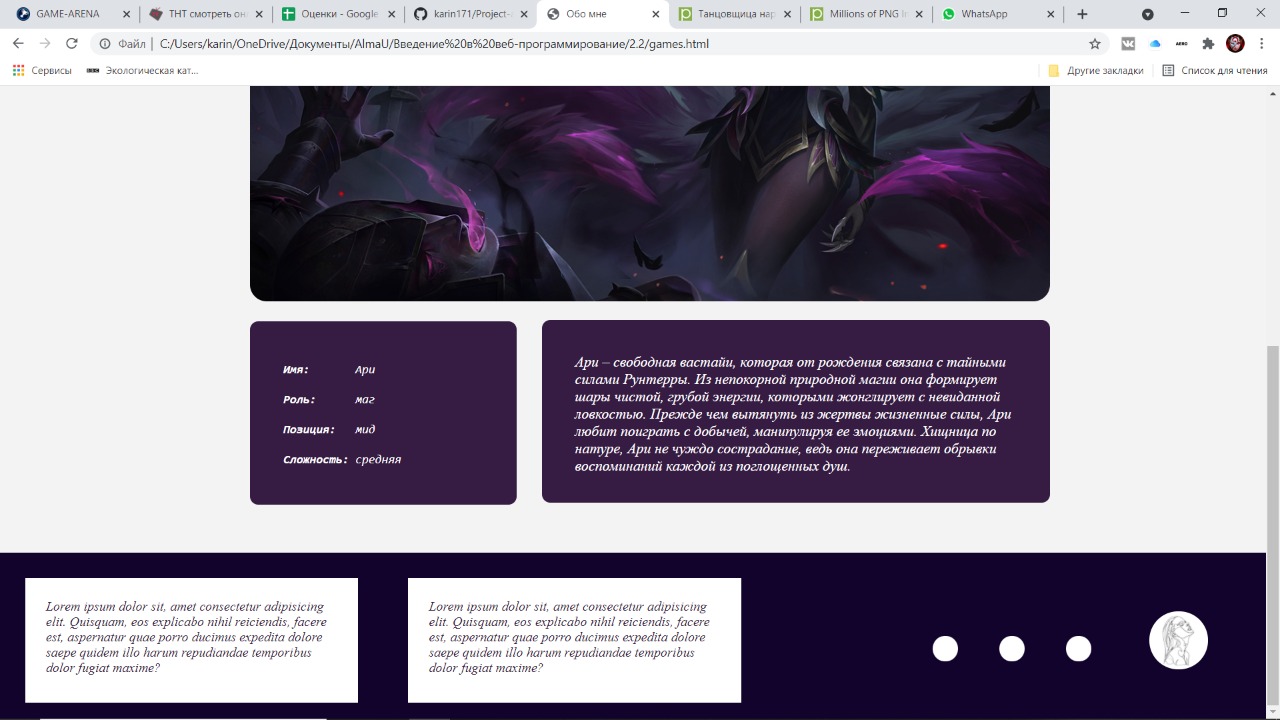 GAME-ARENA
ТНТ смотреть он
Оценки - Google
karin171/Project-
Обо мне
Танцовщица нар
Millions of PNG I
WhatsApp
Файл | C:/Users/karin/OneDrive/Документы/AlmaU/Введение%20в%20веб-программирование/2.2/games.html
Сервисы
Экологическая кат...
Другие закладки
Список для чтения
Имя: Ари
Роль: маг
Позиция: мид
Сложность: средняя
Ари – свободная вастайи, которая от рождения связана с тайными
силами Рунтерры. Из непокорной природной магии она формирует
шары чистой, грубой энергии, которыми жонглирует с невиданной
ловкостью. Прежде чем вытянуть из жертвы жизненные силы, Ари
любит поиграть с добычей, манипулируя ее эмоциями. Хищница по
натуре, Ари не чуждо сострадание, ведь она переживает обрывки
воспоминаний каждой из поглощенных душ.
Lorem ipsum dolor sit, amet consectetur adipisicing
elit. Quisquam, eos explicabo nihil reiciendis, facere
est, aspernatur quae porro ducimus expedita dolore
saepe quidem illo harum repudiandae temporibus
dolor fugiat maxime?
Lorem ipsum dolor sit, amet consectetur adipisicing
elit. Quisquam, eos explicabo nihil reiciendis, facere
est, aspernatur quae porro ducimus expedita dolore
saepe quidem illo harum repudiandae temporibus
dolor fugiat maxime?